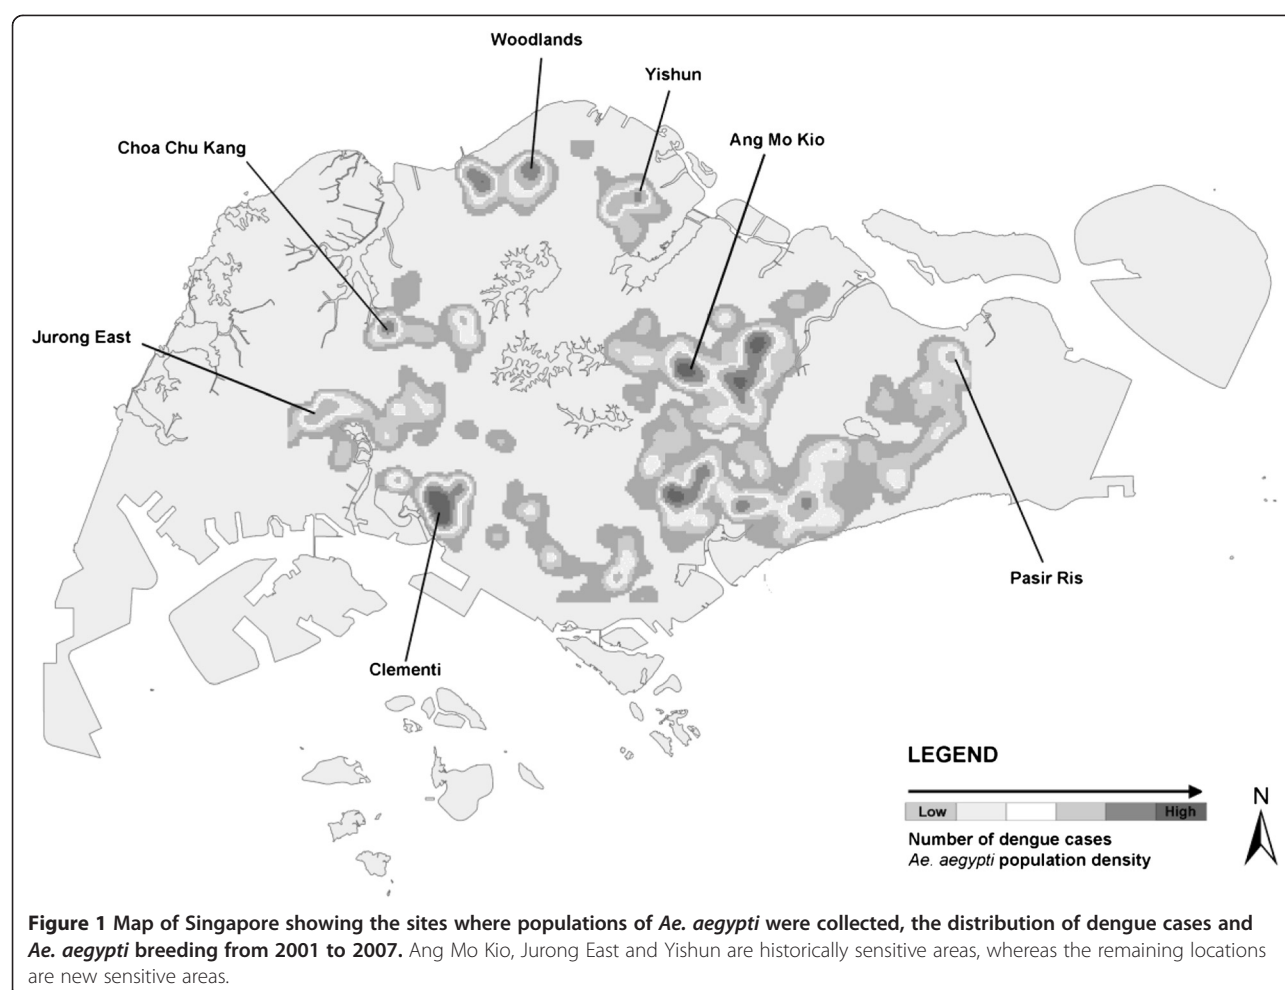 Woodlands
Yishun
Ang Mo Kio
Choa Chu Kang
Jurong East
Pasir Ris
Clementi
LEGEND
Low High
Number of dengue cases
Ae. aegypti population density
N
Figure 1 Map of Singapore showing the sites where populations of Ae. aegypti were collected, the distribution of dengue cases and
Ae. aegypti breeding from 2001 to 2007. Ang Mo Kio, Jurong East and Yishun are historically sensitive areas, whereas the remaining locations
are new sensitive areas.